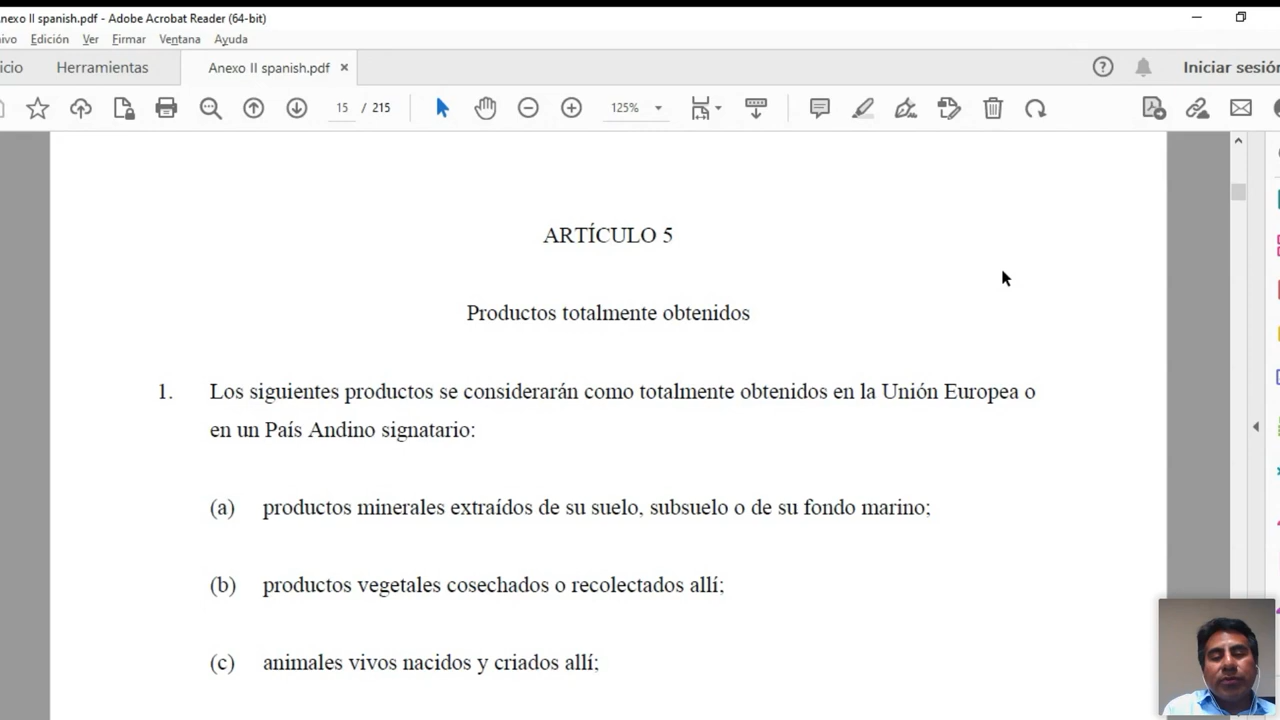 nexo II spanish.pdf - Adobe Acrobat Reader (64-bit)
ivo Edición Ver Firmar Ventana Ayuda
icio Herramientas Anexo II spanish.pdf × Iniciar sesió
15 / 215 125%
ARTÍCULO 5
Productos totalmente obtenidos
1. Los siguientes productos se considerarán como totalmente obtenidos en la Unión Europea o
en un País Andino signatario:
(a) productos minerales extraídos de su suelo, subsuelo o de su fondo marino;
(b) productos vegetales cosechados o recolectados allí;
(c) animales vivos nacidos y criados allí;